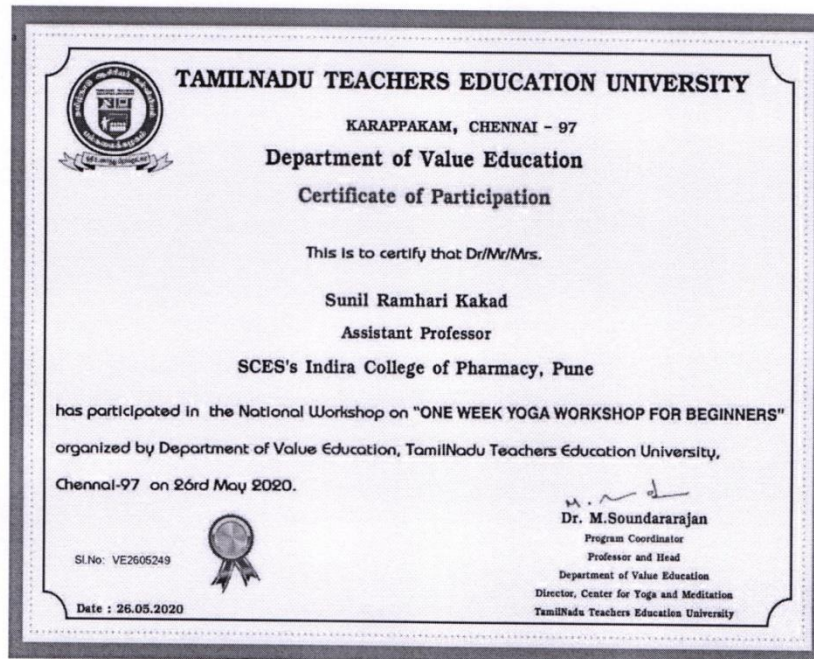 TAMILNADU TEACHERS EDUCATION UNIVERSITY
KARAPPAKAM, CHENNAI - 97
Department of Value Education
Certificate of Participation
This is to certify that Dr/Mr/Mrs.
Sunil Ramhari Kakad
Assistant Professor
SCES's Indira College of Pharmacy, Pune
has participated in the National Workshop on "ONE WEEK YOGA WORKSHOP FOR BEGINNERS"
organized by Department of Value Education, TamilNadu Teachers Education University,
Chennai-97 on 26rd May 2020.
Dr. M.Soundararajan
Program Coordinator
Professor and Head
Department of Value Education
Director, Center for Yoga and Meditation
TamilNadu Teachers Education University
Sl.No: VE2605249
Date : 26.05.2020